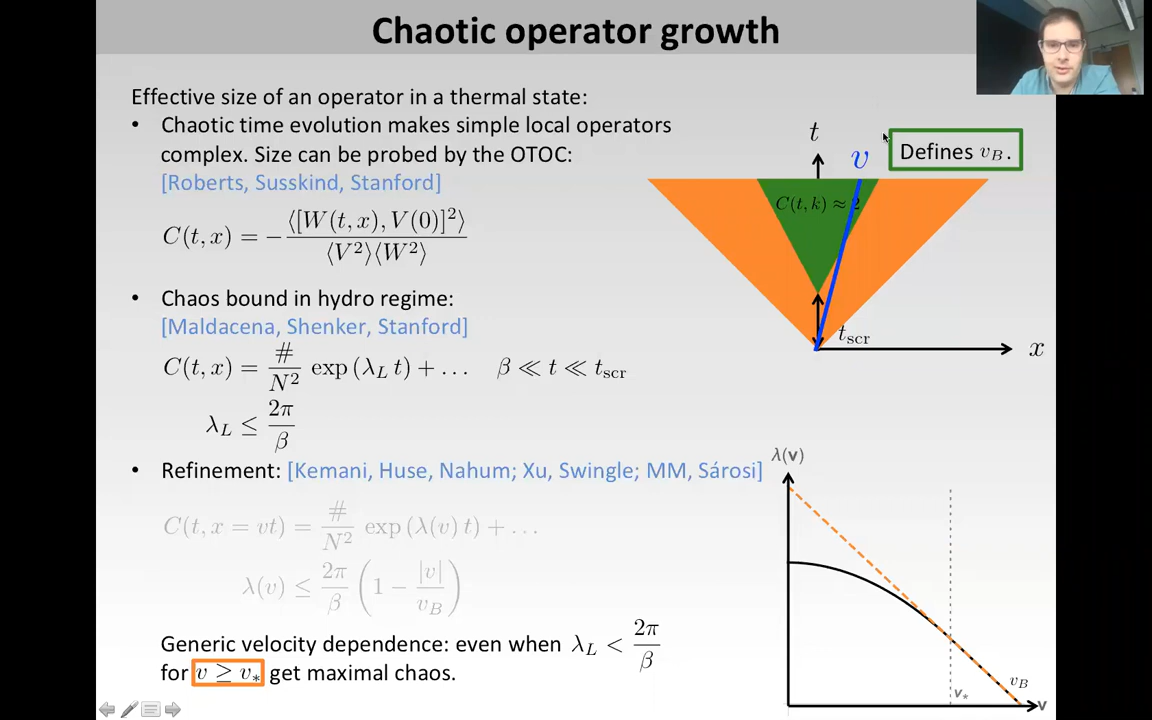 Chaotic operator growth
Effective size of an operator in a thermal state:
• Chaotic time evolution makes simple local operators
complex. Size can be probed by the OTOC:
[Roberts, Susskind, Stanford]
C(t, x) = −⟨[W(t, x), V(0)]²⟩ / ⟨V²⟩⟨W²⟩
• Chaos bound in hydro regime:
[Maldacena, Shenker, Stanford]
C(t, x) = #/N² exp (λ_L t) + … β ≪ t ≪ t_scr
λ_L ≤ 2π/β
• Refinement: [Kemani, Huse, Nahum; Xu, Swingle; MM, Sárosi]
C(t, x = vt) = #/N² exp (λ(v) t) + …
λ(v) ≤ 2π/β (1 − |v|/v_B)
Generic velocity dependence: even when λ_L < 2π/β
for v ≥ v_* get maximal chaos.
t
v
Defines v_B.
C(t, k) ≈ 2
t_scr
x
λ(v)
v_B
v_*
v